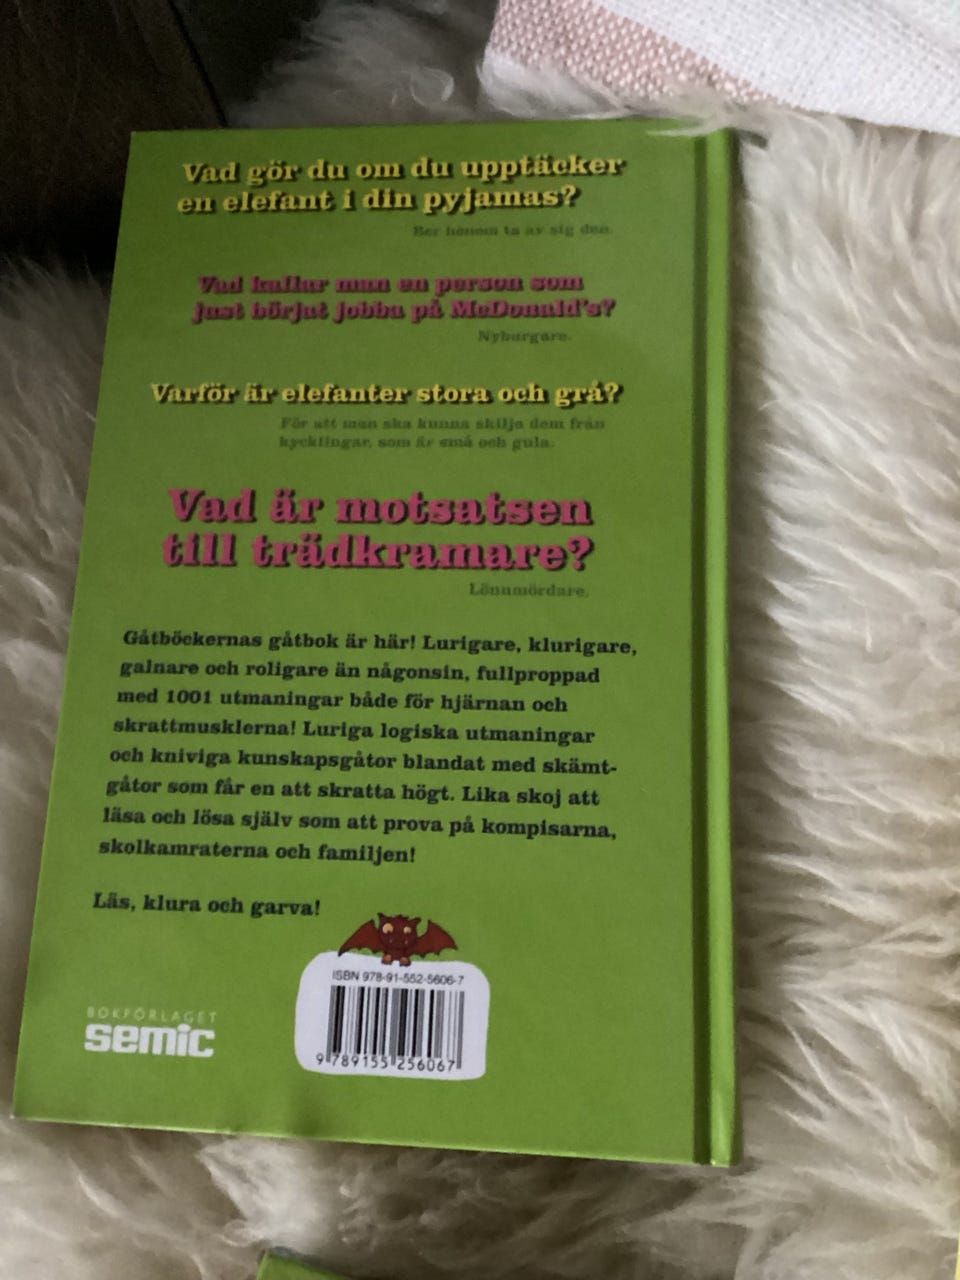 Vad gör du om du upptäcker
en elefant i din pyjamas?
Ber honom ta av sig den.
Vad kallar man en person som
just börjat jobba på McDonald's?
Nyburgare.
Varför är elefanter stora och grå?
För att man ska kunna skilja dem från
kycklingar, som är små och gula.
Vad är motsatsen
till trädkramare?
Lönnmördare.
Gåtböckernas gåtbok är här! Lurigare, klurigare,
galnare och roligare än någonsin, fullproppad
med 1001 utmaningar både för hjärnan och
skrattmusklerna! Luriga logiska utmaningar
och kniviga kunskapsgåtor blandat med skämt-
gåtor som får en att skratta högt. Lika skoj att
läsa och lösa själv som att prova på kompisarna,
skolkamraterna och familjen!
Läs, klura och garva!
ISBN 978-91-552-5606-7
BOKFÖRLAGET
semic
9 789155 256067